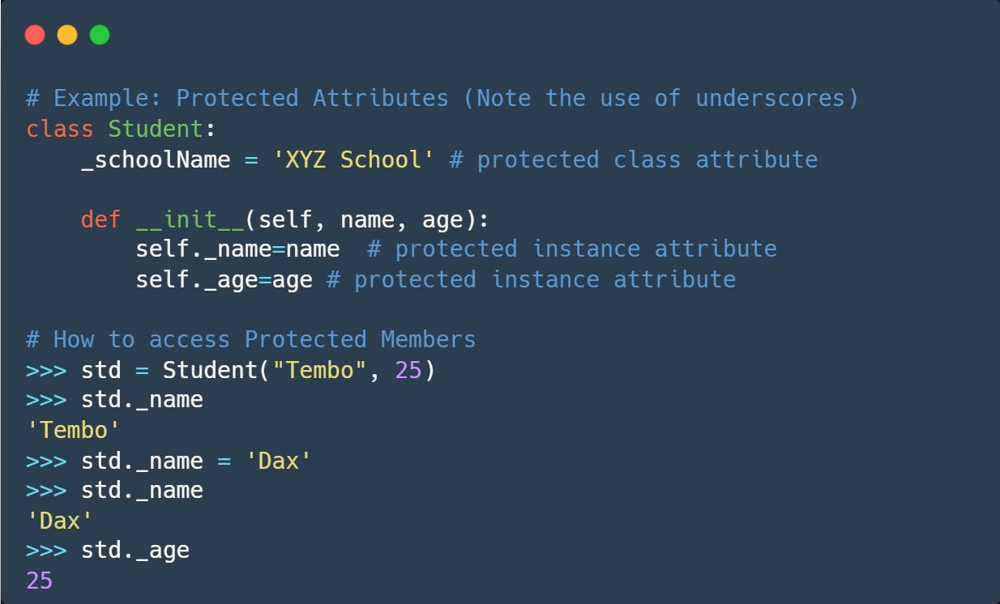 # Example: Protected Attributes (Note the use of underscores)
class Student:
    _schoolName = 'XYZ School' # protected class attribute

    def __init__(self, name, age):
        self._name=name  # protected instance attribute
        self._age=age # protected instance attribute

# How to access Protected Members
>>> std = Student("Tembo", 25)
>>> std._name
'Tembo'
>>> std._name = 'Dax'
>>> std._name
'Dax'
>>> std._age
25